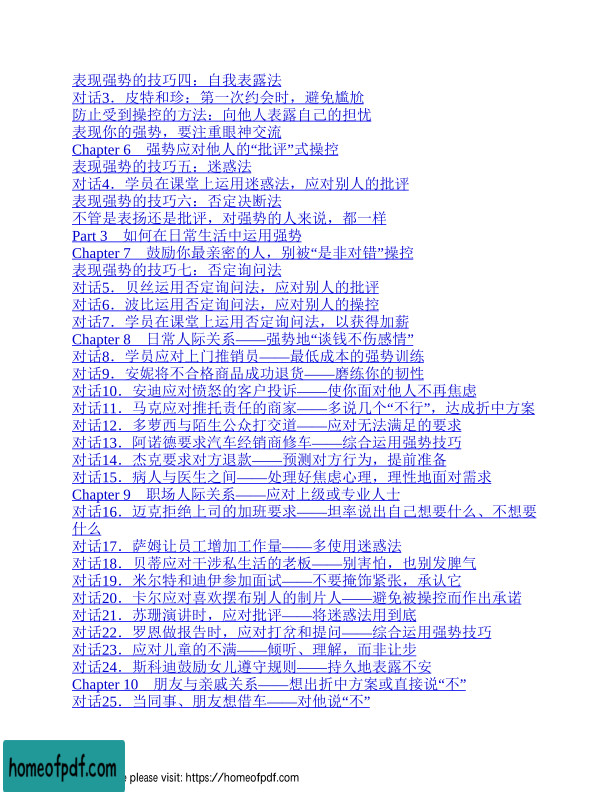 表现强势的技巧四：自我表露法
对话3．皮特和珍：第一次约会时，避免尴尬
防止受到操控的方法：向他人表露自己的担忧
表现你的强势，要注重眼神交流
Chapter 6　强势应对他人的“批评”式操控
表现强势的技巧五：迷惑法
对话4．学员在课堂上运用迷惑法，应对别人的批评
表现强势的技巧六：否定决断法
不管是表扬还是批评，对强势的人来说，都一样
Part 3　如何在日常生活中运用强势
Chapter 7　鼓励你最亲密的人，别被“是非对错”操控
表现强势的技巧七：否定询问法
对话5．贝丝运用否定询问法，应对别人的批评
对话6．波比运用否定询问法，应对别人的操控
对话7．学员在课堂上运用否定询问法，以获得加薪
Chapter 8　日常人际关系——强势地“谈钱不伤感情”
对话8．学员应对上门推销员——最低成本的强势训练
对话9．安妮将不合格商品成功退货——磨练你的韧性
对话10．安迪应对愤怒的客户投诉——使你面对他人不再焦虑
对话11．马克应对推托责任的商家——多说几个“不行”，达成折中方案
对话12．多萝西与陌生公众打交道——应对无法满足的要求
对话13．阿诺德要求汽车经销商修车——综合运用强势技巧
对话14．杰克要求对方退款——预测对方行为，提前准备
对话15．病人与医生之间——处理好焦虑心理，理性地面对需求
Chapter 9　职场人际关系——应对上级或专业人士
对话16．迈克拒绝上司的加班要求——坦率说出自己想要什么、不想要
什么
对话17．萨姆让员工增加工作量——多使用迷惑法
对话18．贝蒂应对干涉私生活的老板——别害怕，也别发脾气
对话19．米尔特和迪伊参加面试——不要掩饰紧张，承认它
对话20．卡尔应对喜欢摆布别人的制片人——避免被操控而作出承诺
对话21．苏珊演讲时，应对批评——将迷惑法用到底
对话22．罗恩做报告时，应对打岔和提问——综合运用强势技巧
对话23．应对儿童的不满——倾听、理解，而非让步
对话24．斯科迪鼓励女儿遵守规则——持久地表露不安
Chapter 10　朋友与亲戚关系——想出折中方案或直接说“不”
对话25．当同事、朋友想借车——对他说“不”
homeofpdf.com
e please visit: https://homeofpdf.com